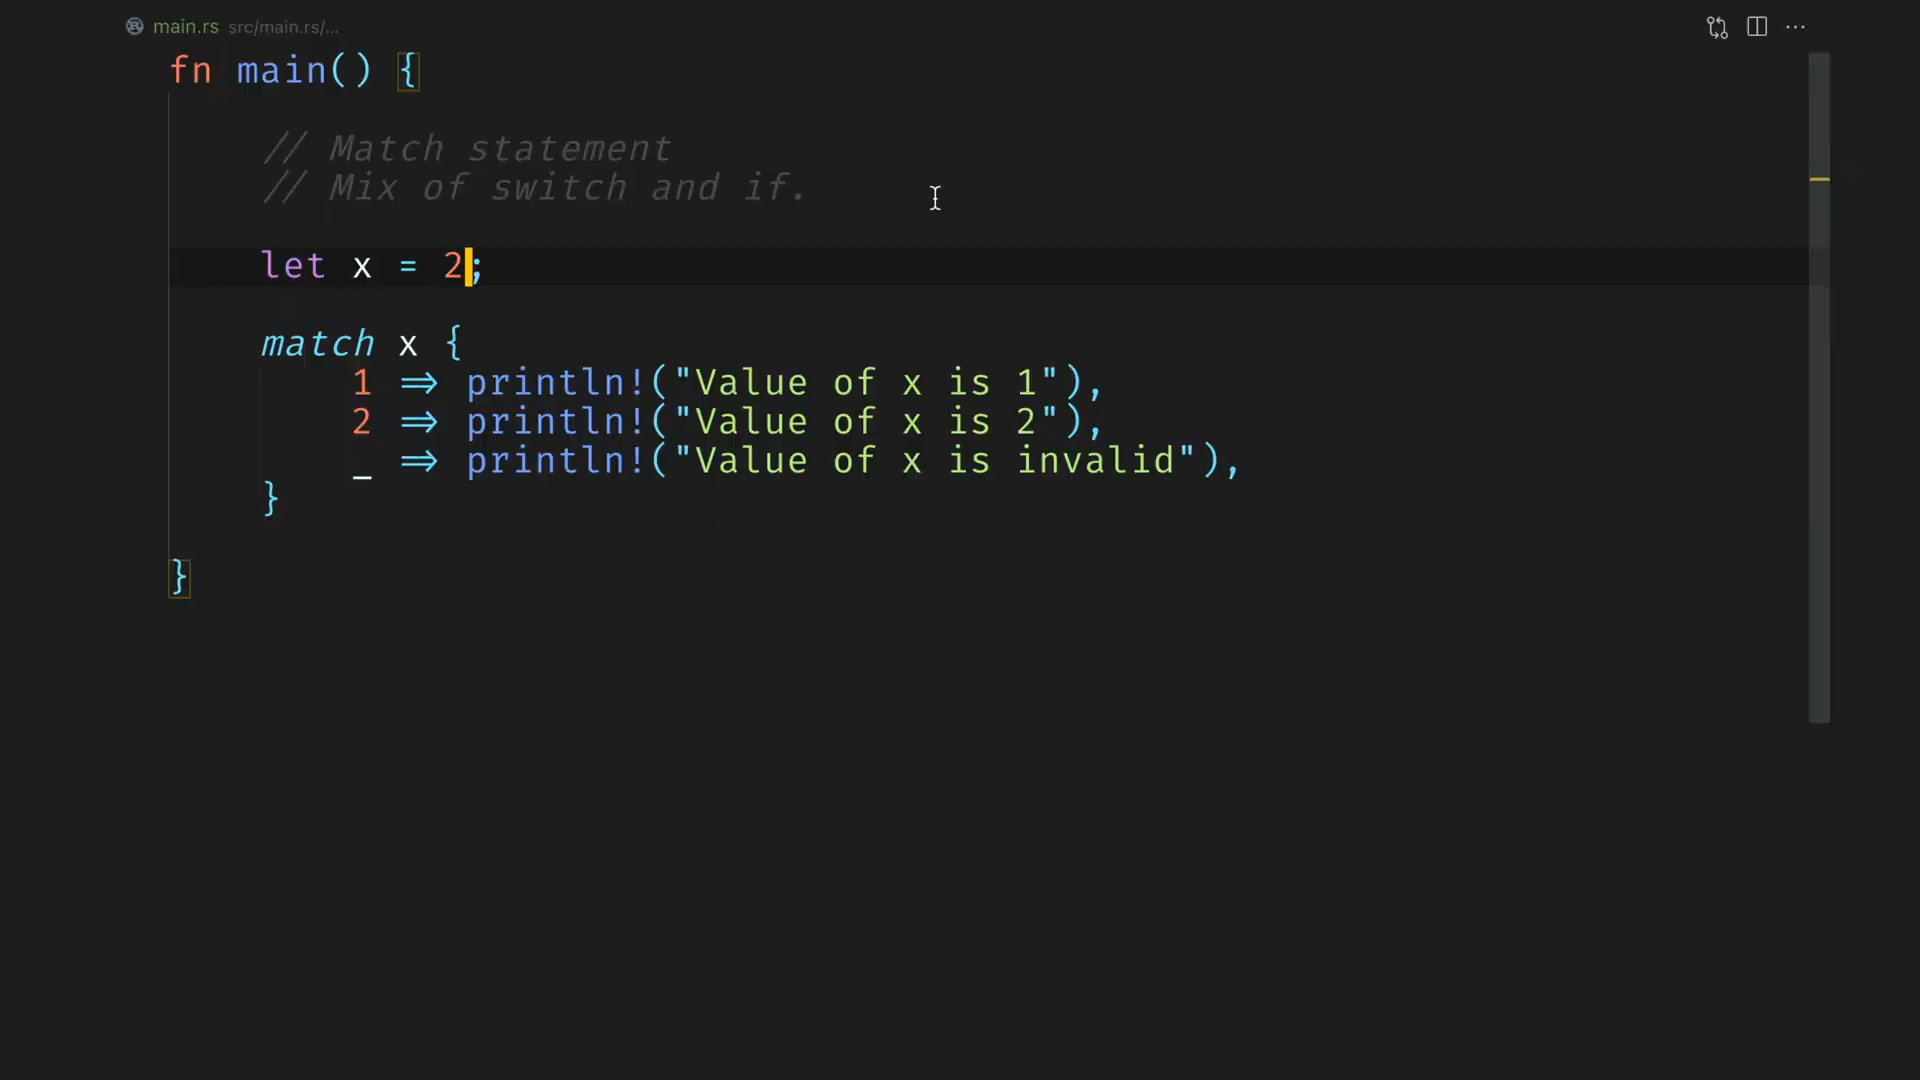 main.rs src/main.rs/...
fn main() {
// Match statement
// Mix of switch and if.
let x = 2;
match x {
1 => println!("Value of x is 1"),
2 => println!("Value of x is 2"),
_ => println!("Value of x is invalid"),
}
}